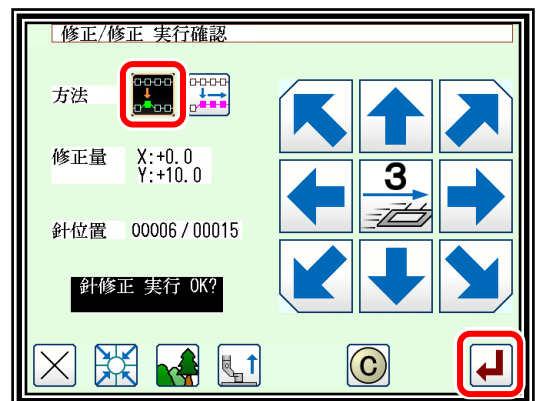 修正/修正 実行確認
方法
修正量 X:+0.0
Y:+10.0
3
針位置 00006/00015
針修正 実行 OK?
C